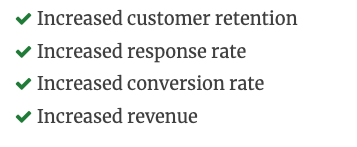 Increased customer retention
Increased response rate
Increased conversion rate
Increased revenue